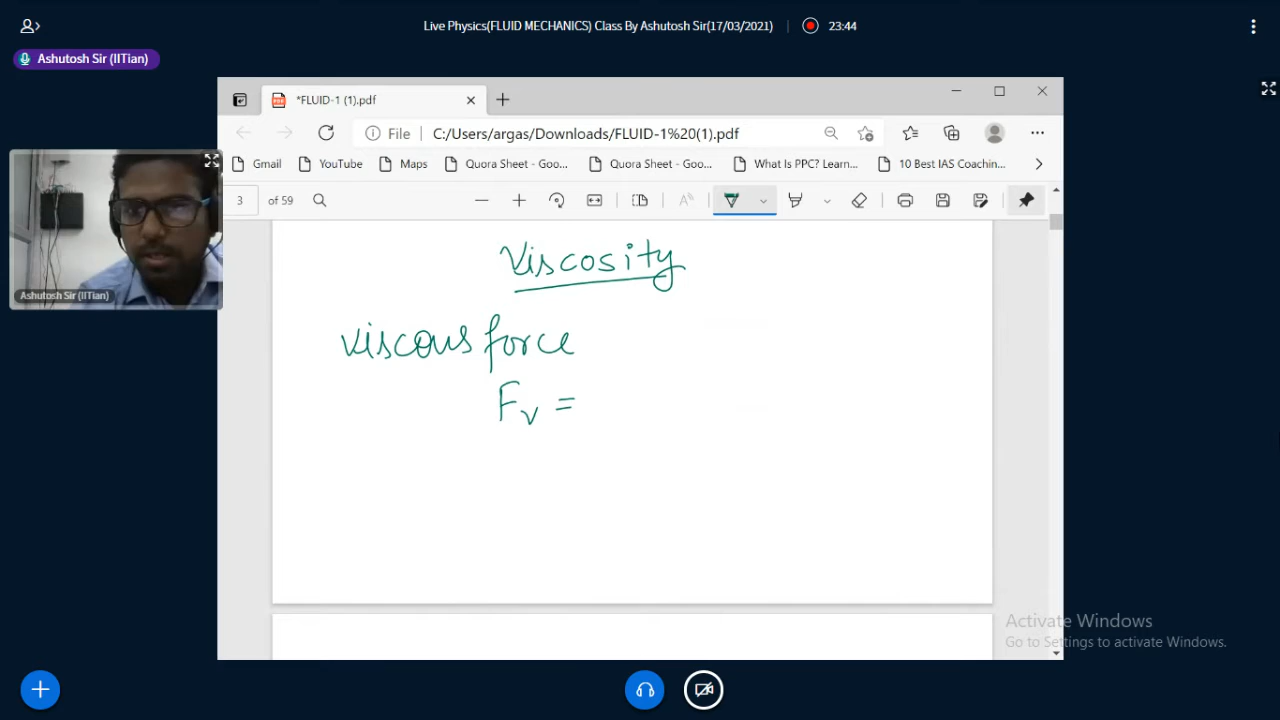 Live Physics(FLUID MECHANICS) Class By Ashutosh Sir(17/03/2021)
23:44
Ashutosh Sir (IITian)
*FLUID-1 (1).pdf
File
C:/Users/argas/Downloads/FLUID-1%20(1).pdf
Gmail
YouTube
Maps
Quora Sheet - Goo...
Quora Sheet - Goo...
What Is PPC? Learn...
10 Best IAS Coachin...
3 of 59
Viscosity
Ashutosh Sir (IITian)
viscous force
Fv =
Activate Windows
Go to Settings to activate Windows.